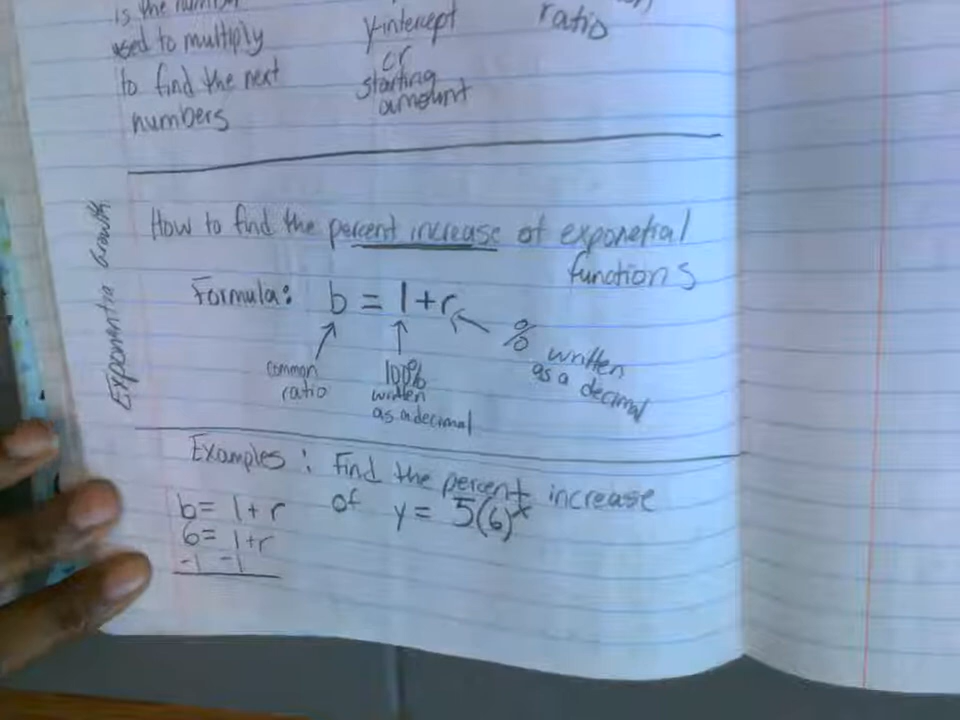 is the number
used to multiply
to find the next
numbers
y-intercept
or
starting
amount
ratio
Exponentia Growth
How to find the percent increase of exponetial
functions
Formula: b = 1+r
common
ratio
100%
written
as a decimal
% written
as a decimal
Examples: Find the percent increase
of y = 5(6)^x
b= 1+r
6= 1+r
-1 -1